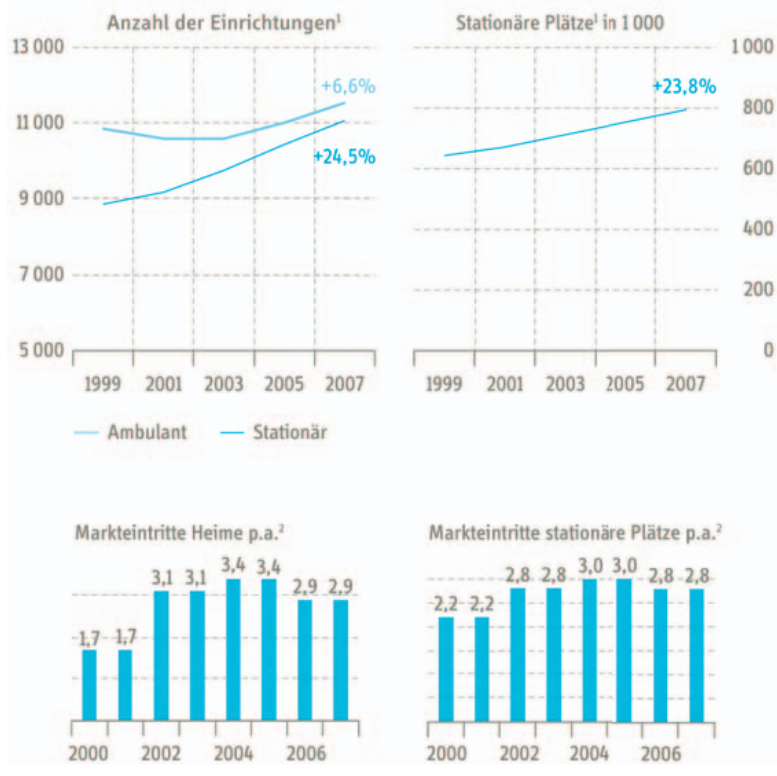 Anzahl der Einrichtungen¹
13 000
11 000
9 000
7 000
5 000
+6,6%
+24,5%
1999 2001 2003 2005 2007
Ambulant Stationär
Stationäre Plätze¹ in 1 000
1 000
800
600
400
200
0
+23,8%
1999 2001 2003 2005 2007
Markteintritte Heime p.a.²
1,7 1,7 3,1 3,1 3,4 3,4 2,9 2,9
2000 2002 2004 2006
Markteintritte stationäre Plätze p.a.²
2,2 2,2 2,8 2,8 3,0 3,0 2,8 2,8
2000 2002 2004 2006